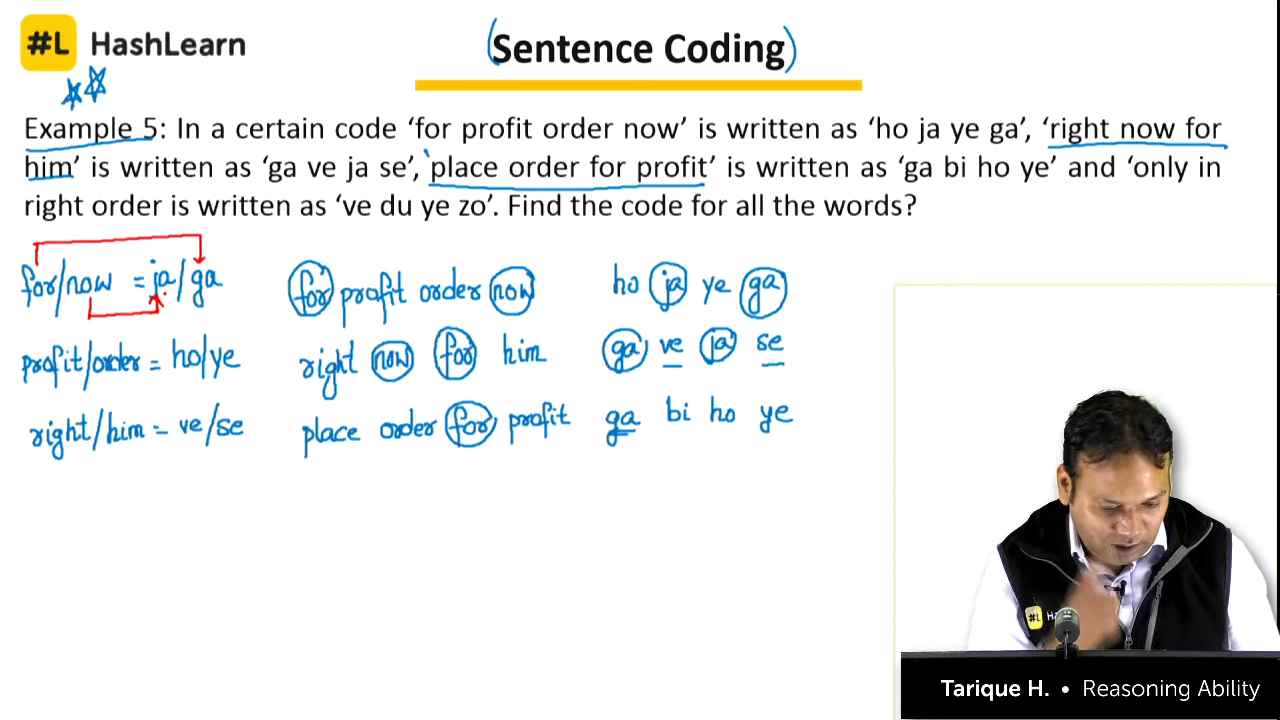 #L HashLearn
(Sentence Coding)
Example 5: In a certain code ‘for profit order now’ is written as ‘ho ja ye ga’, ‘right now for
him’ is written as ‘ga ve ja se’, ‘place order for profit’ is written as ‘ga bi ho ye’ and ‘only in
right order is written as ‘ve du ye zo’. Find the code for all the words?
for/now = ja/ga
for profit order now ho ja ye ga
profit/order = ho/ye
right now for him ga ve ja se
right/him = ve/se
place order for profit ga bi ho ye
#L Ha
Tarique H. • Reasoning Ability